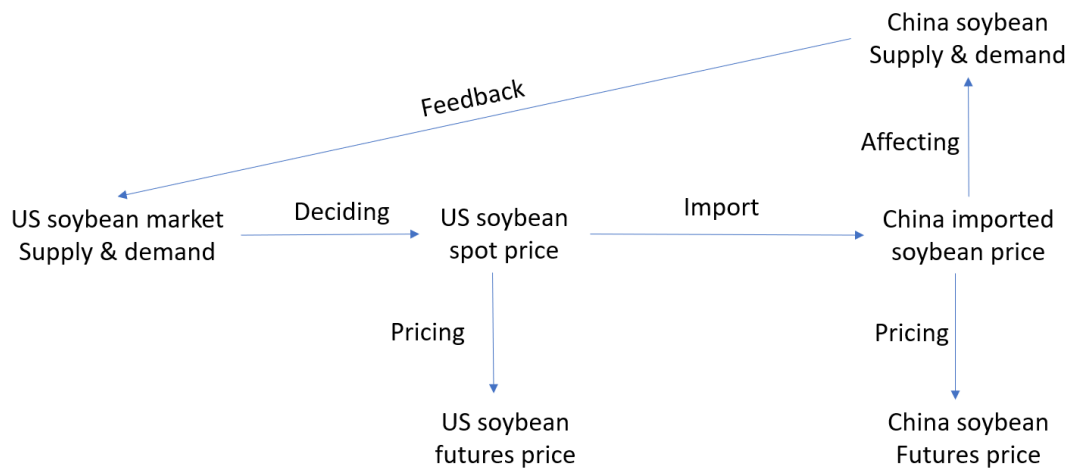 China soybean
Supply & demand
Feedback
Affecting
US soybean market
Supply & demand
Deciding
US soybean
spot price
Import
China imported
soybean price
Pricing
Pricing
US soybean
futures price
China soybean
Futures price